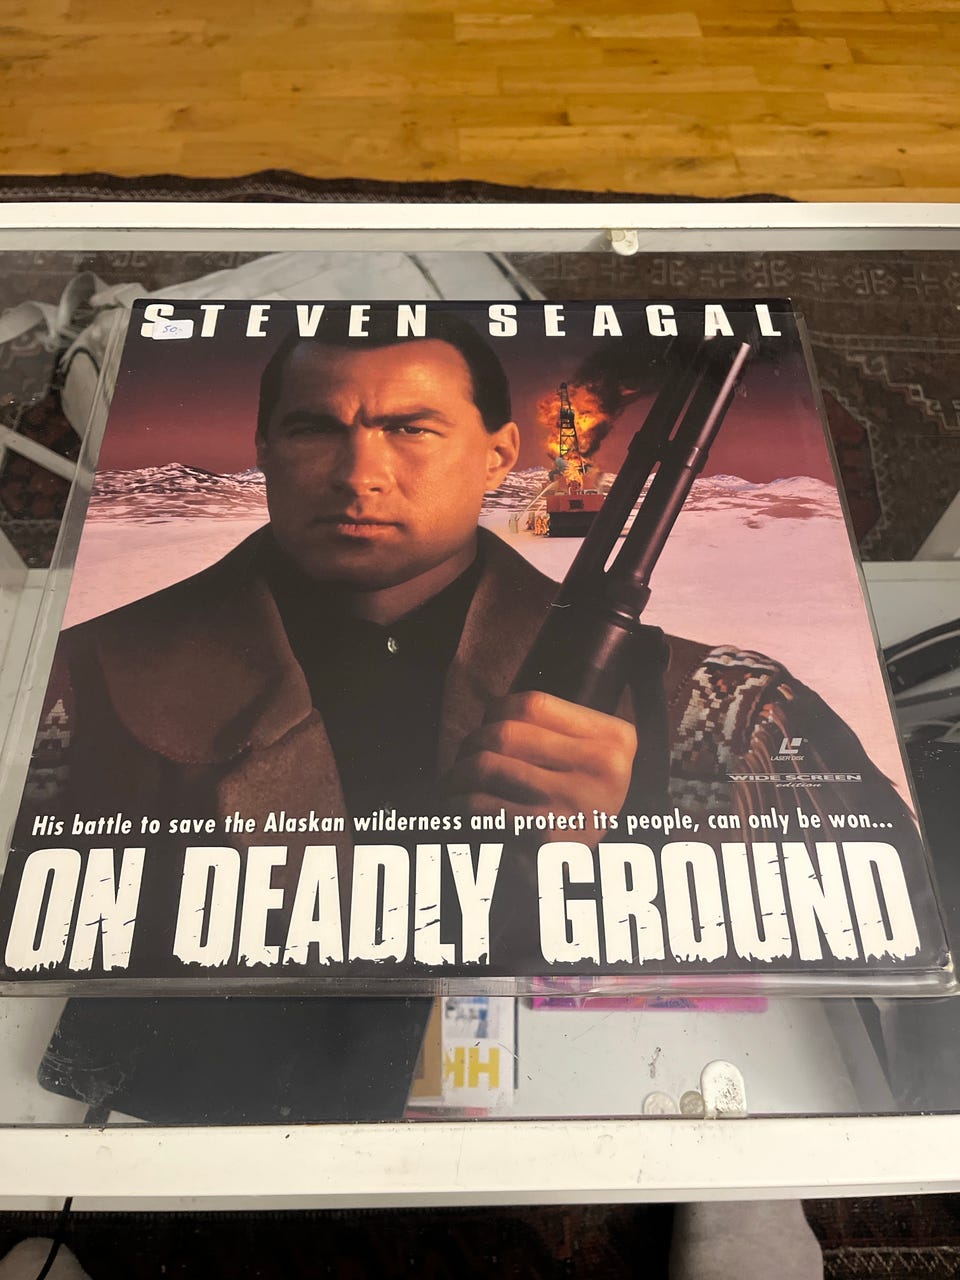 STEVEN SEAGAL
50,-
LASER DISC
WIDE SCREEN
edition
His battle to save the Alaskan wilderness and protect its people, can only be won...
ON DEADLY GROUND